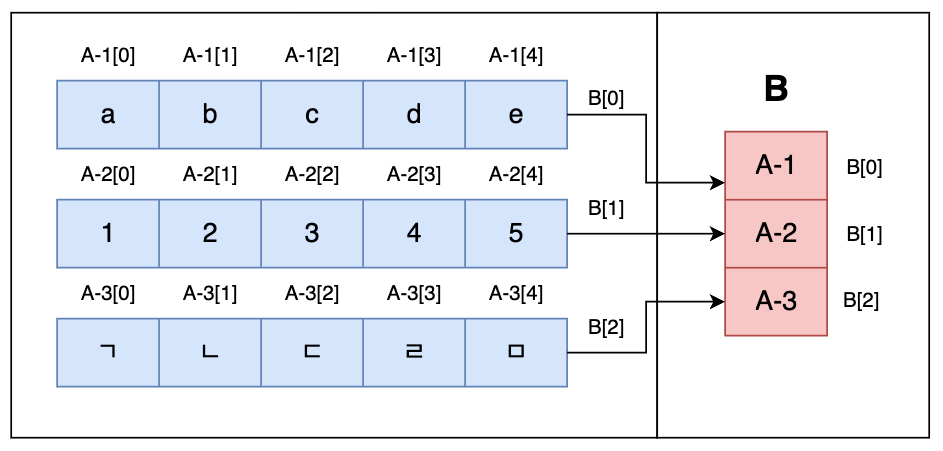 A-1[0] A-1[1] A-1[2] A-1[3] A-1[4]
a b c d e
B[0]
A-2[0] A-2[1] A-2[2] A-2[3] A-2[4]
1 2 3 4 5
B[1]
A-3[0] A-3[1] A-3[2] A-3[3] A-3[4]
ㄱ ㄴ ㄷ ㄹ ㅁ
B[2]
B
A-1 B[0]
A-2 B[1]
A-3 B[2]